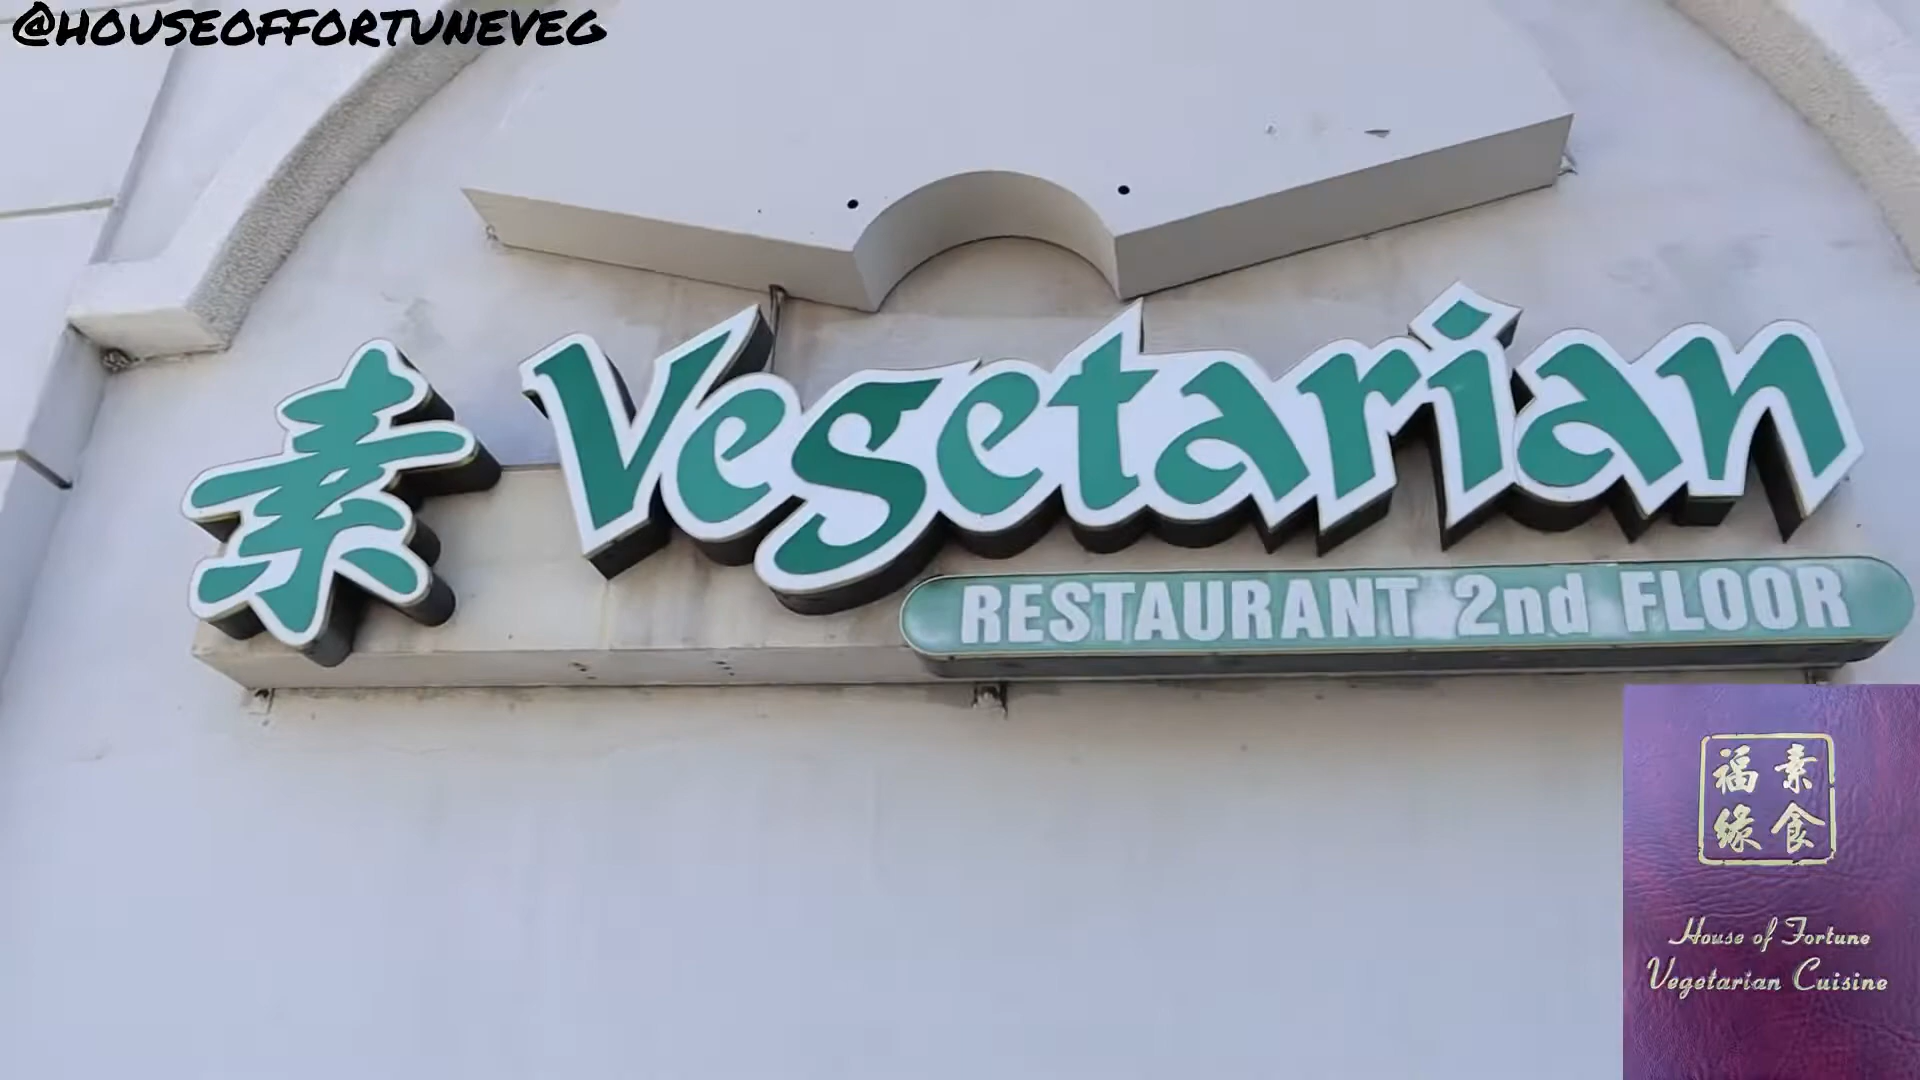 @HOUSEOFFORTUNEVEG
素 Vegetarian
RESTAURANT 2nd FLOOR
福 素
緣 食
House of Fortune
Vegetarian Cuisine